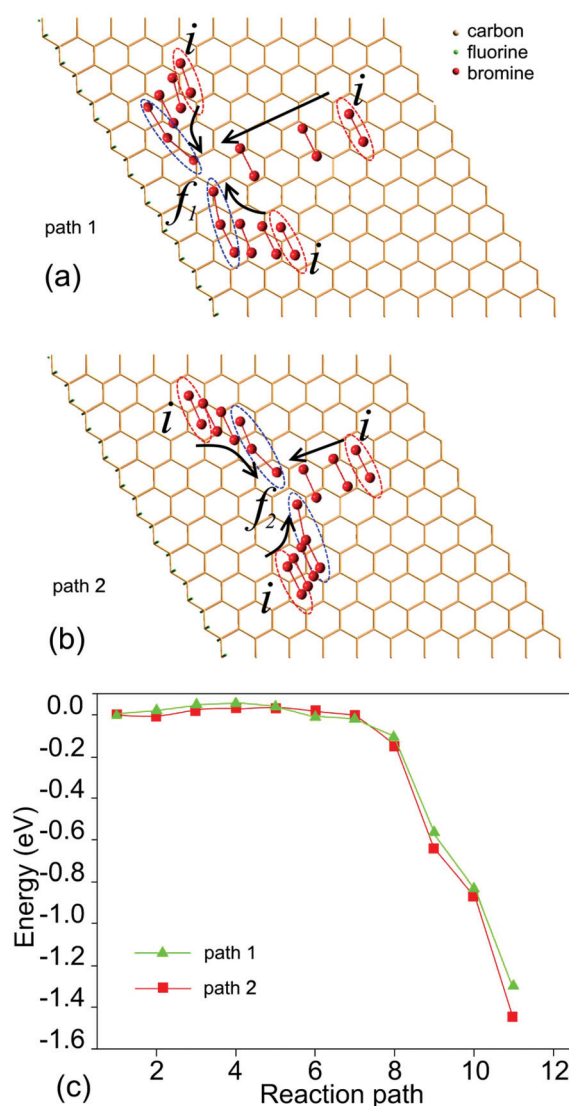 i
carbon
fluorine
bromine
i
f1
path 1
(a)
i
i
i
f2
path 2
(b)
i
0.0
-0.2
-0.4
-0.6
-0.8
-1.0
-1.2
-1.4
-1.6
Energy (eV)
path 1
path 2
2 4 6 8 10 12
(c) Reaction path